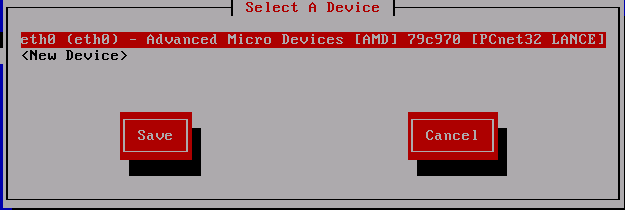 Select A Device
eth0 (eth0) - Advanced Micro Devices [AMD] 79c970 [PCnet32 LANCE]
<New Device>
Save
Cancel